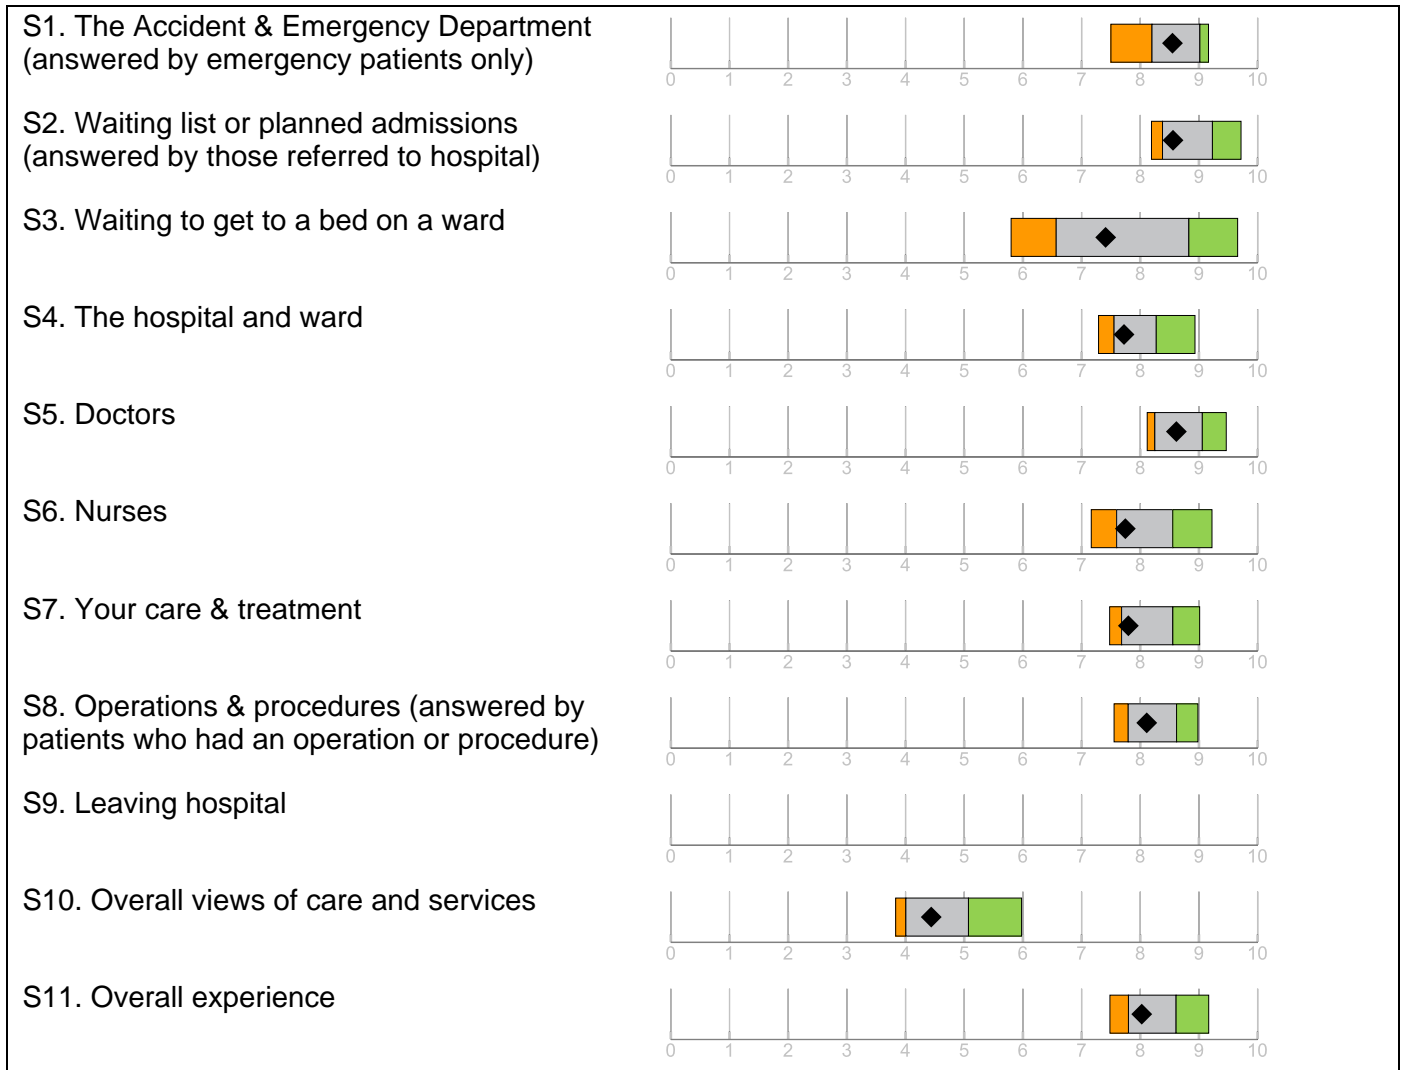 S1. The Accident & Emergency Department
(answered by emergency patients only)
0 1 2 3 4 5 6 7 8 9 10
S2. Waiting list or planned admissions
(answered by those referred to hospital)
0 1 2 3 4 5 6 7 8 9 10
S3. Waiting to get to a bed on a ward
0 1 2 3 4 5 6 7 8 9 10
S4. The hospital and ward
0 1 2 3 4 5 6 7 8 9 10
S5. Doctors
0 1 2 3 4 5 6 7 8 9 10
S6. Nurses
0 1 2 3 4 5 6 7 8 9 10
S7. Your care & treatment
0 1 2 3 4 5 6 7 8 9 10
S8. Operations & procedures (answered by
patients who had an operation or procedure)
0 1 2 3 4 5 6 7 8 9 10
S9. Leaving hospital
0 1 2 3 4 5 6 7 8 9 10
S10. Overall views of care and services
0 1 2 3 4 5 6 7 8 9 10
S11. Overall experience
0 1 2 3 4 5 6 7 8 9 10